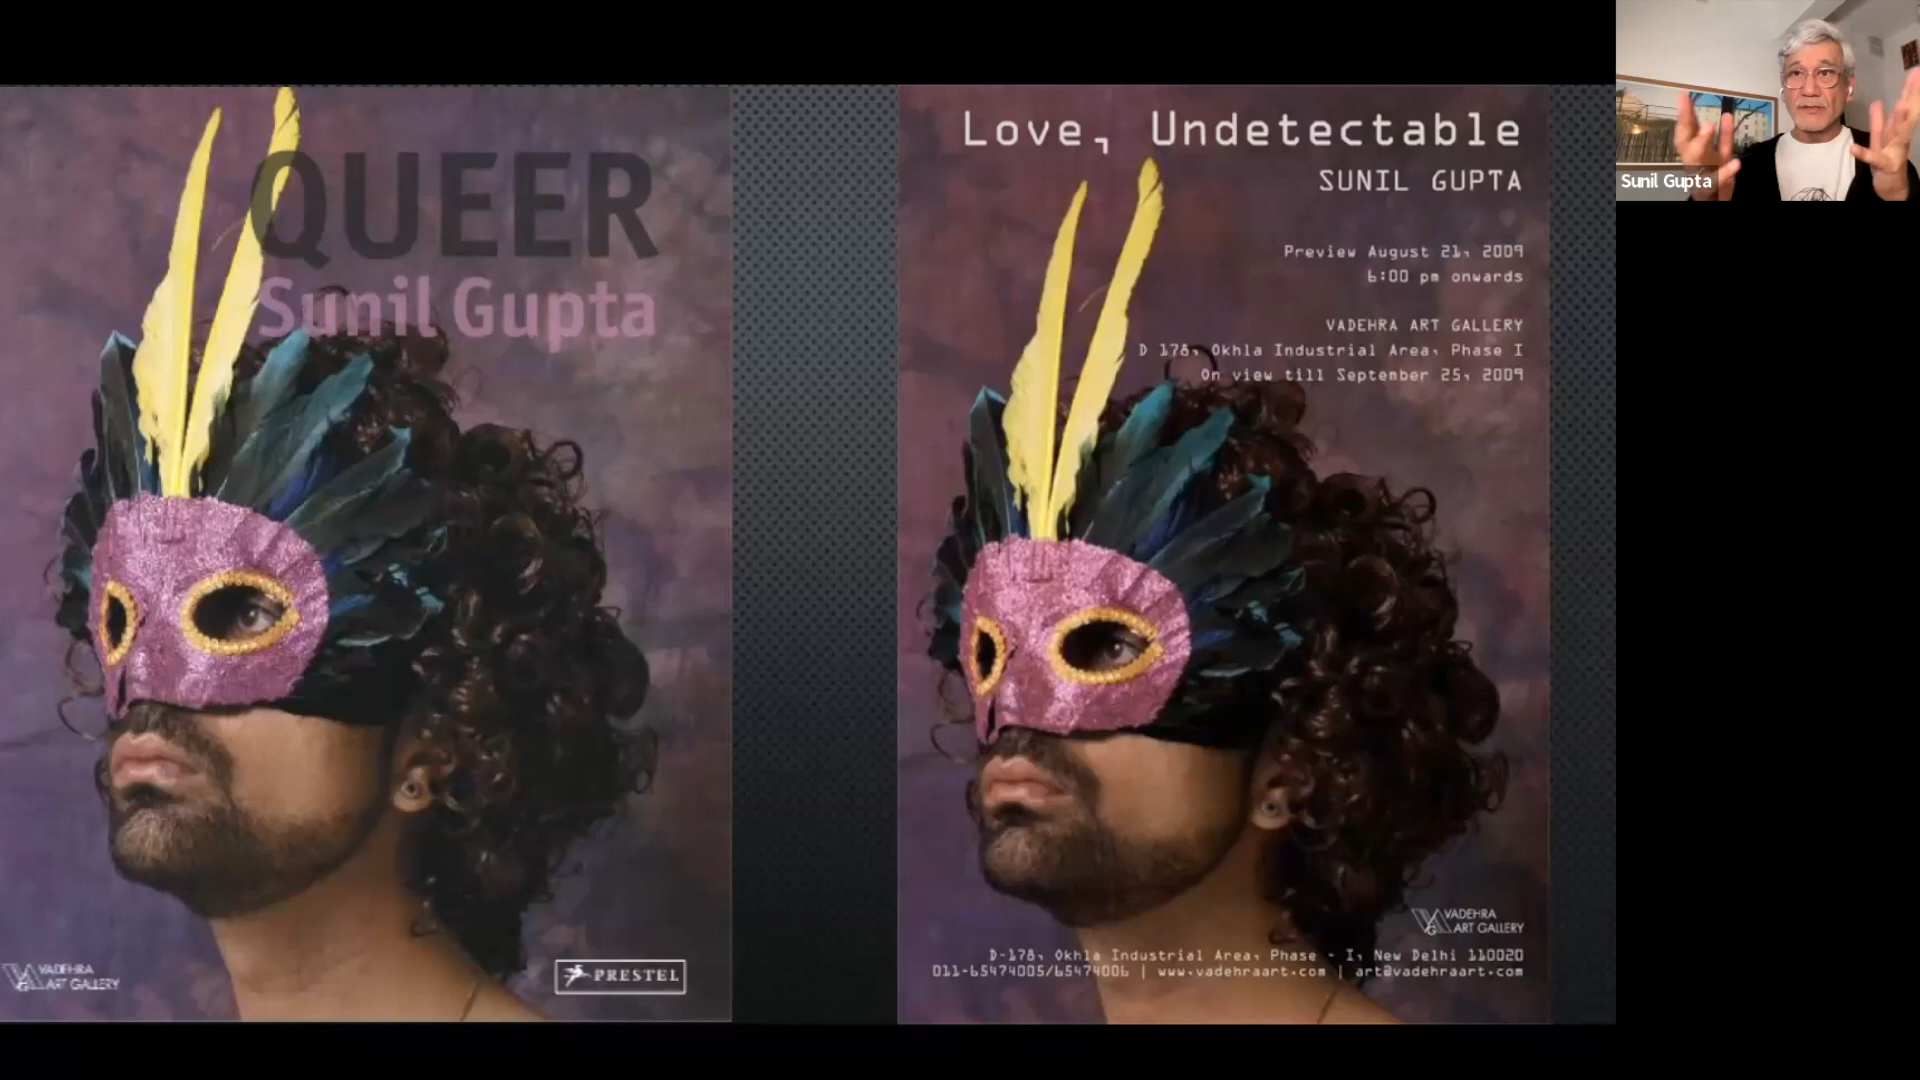 QUEER
Sunil Gupta
VADEHRA
ART GALLERY
PRESTEL
Love, Undetectable
SUNIL GUPTA
Preview August 21, 2009
6:00 pm onwards
VADEHRA ART GALLERY
D 178, Okhla Industrial Area, Phase I
On view till September 25, 2009
VADEHRA
ART GALLERY
D-178, Okhla Industrial Area, Phase - I, New Delhi 110020
011-65474005/65474006 | www.vadehraart.com | art@vadehraart.com
Sunil Gupta